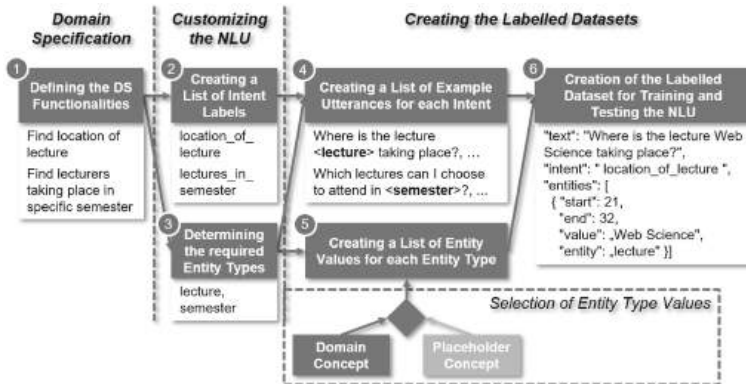 Domain
Specification
Customizing
the NLU
Creating the Labelled Datasets
1
Defining the DS
Functionalities
Find location of
lecture
Find lecturers
taking place in
specific semester
2
Creating a
List of Intent
Labels
location_of_
lecture
lectures_in_
semester
3
Determining
the required
Entity Types
lecture,
semester
4
Creating a List of Example
Utterances for each Intent
Where is the lecture
<lecture> taking place?, ...
Which lectures can I choose
to attend in <semester>?, ...
5
Creating a List of Entity
Values for each Entity Type
6
Creation of the Labelled
Dataset for Training and
Testing the NLU
"text": "Where is the lecture Web
Science taking place?",
"intent": " location_of_lecture ",
"entities": [
{ "start": 21,
"end": 32,
"value": „Web Science",
"entity": „lecture" }]
Selection of Entity Type Values
Domain
Concept
Placeholder
Concept